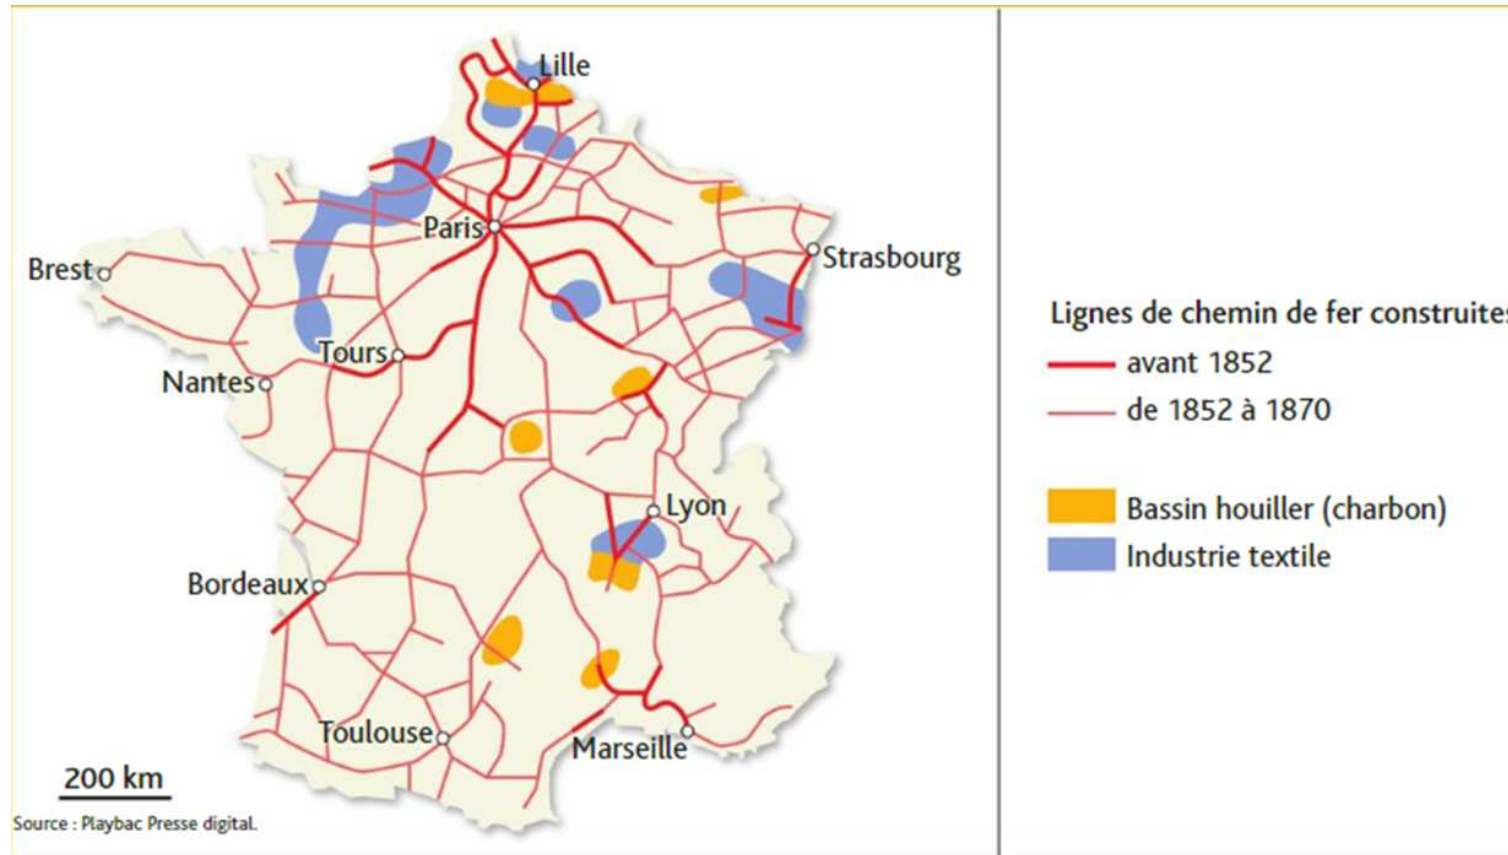 Lille
Paris
Brest
Strasbourg
Tours
Nantes
Lyon
Bordeaux
Toulouse
Marseille
200 km
Source : Playbac Presse digital.
Lignes de chemin de fer construites
avant 1852
de 1852 à 1870
Bassin houiller (charbon)
Industrie textile